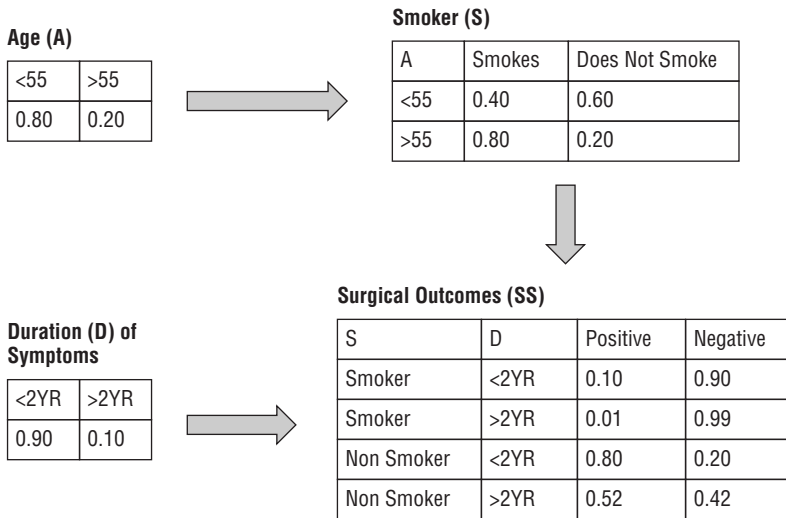 Age (A)
<55 >55
0.80 0.20
Smoker (S)
A Smokes Does Not Smoke
<55 0.40 0.60
>55 0.80 0.20
Duration (D) of
Symptoms
<2YR >2YR
0.90 0.10
Surgical Outcomes (SS)
S D Positive Negative
Smoker <2YR 0.10 0.90
Smoker >2YR 0.01 0.99
Non Smoker <2YR 0.80 0.20
Non Smoker >2YR 0.52 0.42